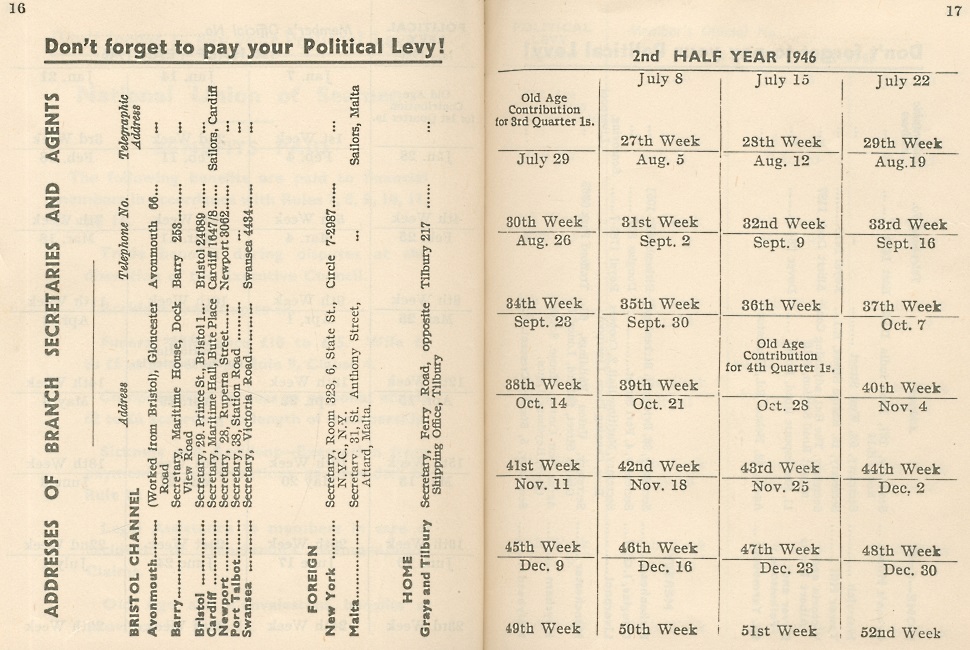 16
Don't forget to pay your Political Levy!
ADDRESSES OF BRANCH SECRETARIES AND AGENTS
Address Telephone No. Telegraphic Address
BRISTOL CHANNEL
Avonmouth ... (Worked from Bristol, Gloucester Road Avonmouth 66... ...
Barry... Secretary, Maritime House, Dock View Road Barry 253... ...
Bristol ... Secretary, 29, Prince St., Bristol 1... Bristol 24689 ...
Cardiff ... Secretary, Maritime Hall, Bute Place Cardiff 1647/8... Sailors, Cardiff
Newport ... Secretary, 28, Ruperra Street... Newport 3062... ...
Port Talbot... Secretary, 38, Station Road ... ... ...
Swansea ... Secretary, Victoria Road... Swansea 4434 ... ...
FOREIGN
New York ... Secretary, Room 328, 6, State St., N.Y.C., N.Y. Circle 7-2987... ...
Malta... Secretary, 31, St. Anthony Street, Attard, Malta. ... Sailors, Malta
HOME
Grays and Tilbury Secretary, Ferry Road, opposite Shipping Office, Tilbury Tilbury 217 ... ...
17
2nd HALF YEAR 1946
July 8 July 15 July 22
Old Age
Contribution
for 3rd Quarter 1s.
27th Week 28th Week 29th Week
July 29 Aug. 5 Aug. 12 Aug. 19
30th Week 31st Week 32nd Week 33rd Week
Aug. 26 Sept. 2 Sept. 9 Sept. 16
34th Week 35th Week 36th Week 37th Week
Sept. 23 Sept. 30 Oct. 7
Old Age
Contribution
for 4th Quarter 1s.
38th Week 39th Week 40th Week
Oct. 14 Oct. 21 Oct. 28 Nov. 4
41st Week 42nd Week 43rd Week 44th Week
Nov. 11 Nov. 18 Nov. 25 Dec. 2
45th Week 46th Week 47th Week 48th Week
Dec. 9 Dec. 16 Dec. 23 Dec. 30
49th Week 50th Week 51st Week 52nd Week